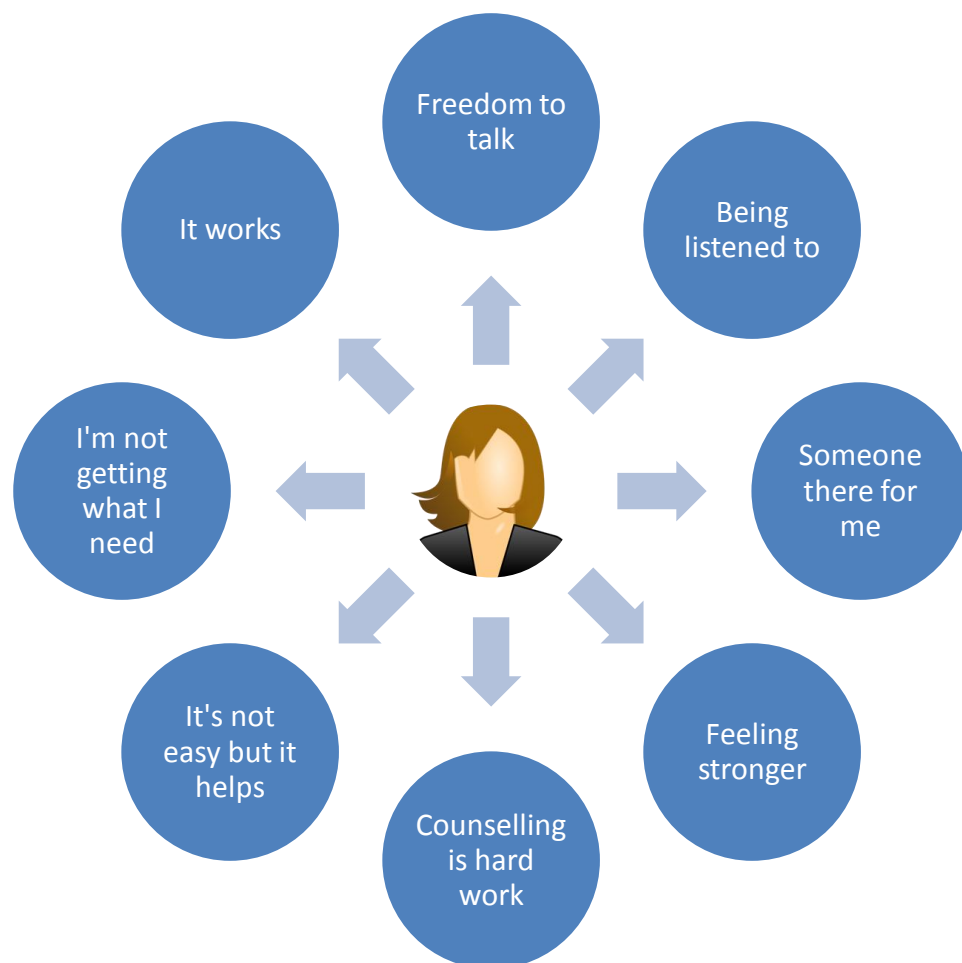 Freedom to
talk
Being
listened to
Someone
there for
me
Feeling
stronger
Counselling
is hard
work
It's not
easy but it
helps
I'm not
getting
what I
need
It works